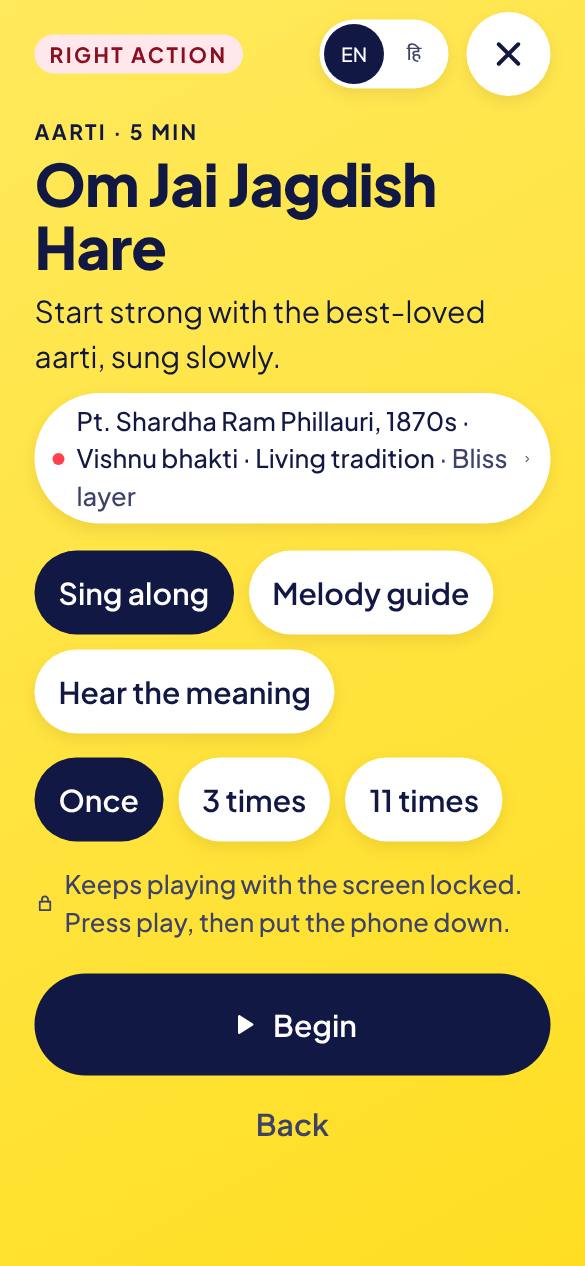 RIGHT ACTION
EN हि
AARTI · 5 MIN
Om Jai Jagdish
Hare
Start strong with the best-loved
aarti, sung slowly.
Pt. Shardha Ram Phillauri, 1870s ·
Vishnu bhakti · Living tradition · Bliss
layer
Sing along Melody guide
Hear the meaning
Once 3 times 11 times
Keeps playing with the screen locked.
Press play, then put the phone down.
Begin
Back